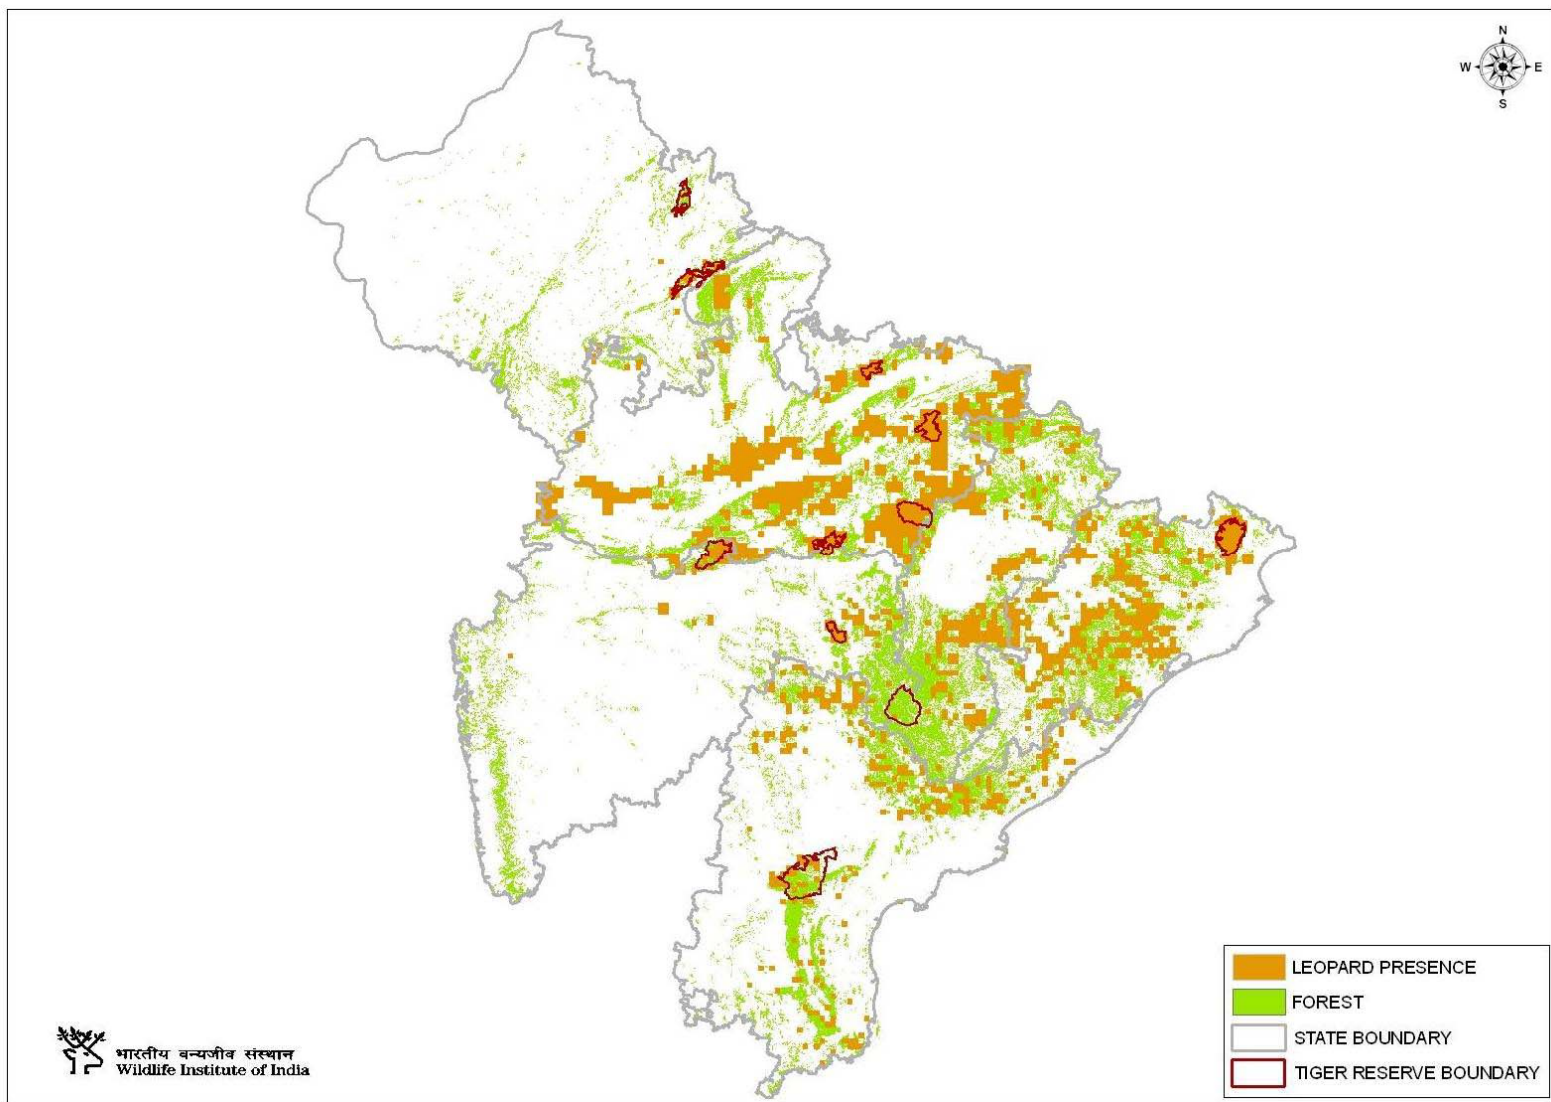 N
W E
S
LEOPARD PRESENCE
FOREST
STATE BOUNDARY
TIGER RESERVE BOUNDARY
भारतीय वन्यजीव संस्थान
Wildlife Institute of India